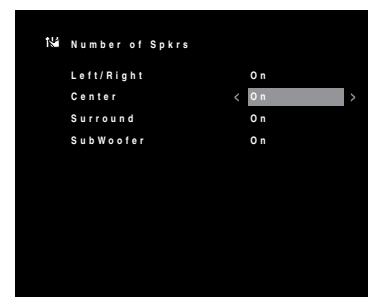 Number of Spkrs
Left/Right On
Center < On >
Surround On
SubWoofer On